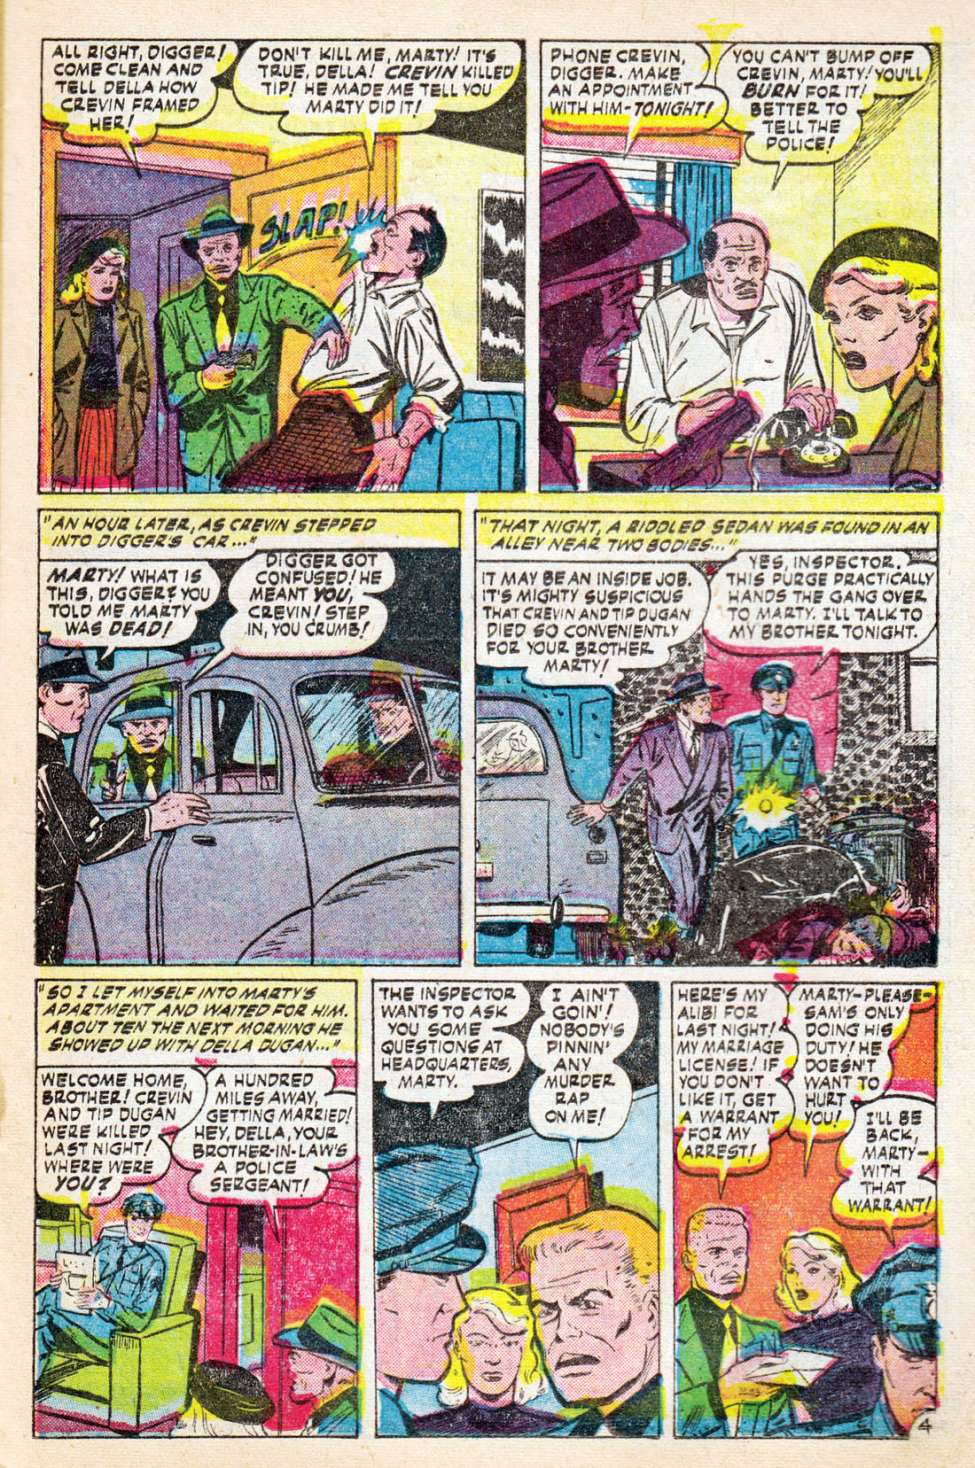 ALL RIGHT, DIGGER!
COME CLEAN AND
TELL DELLA HOW
CREVIN FRAMED
HER!
DON'T KILL ME, MARTY! IT'S
TRUE, DELLA! CREVIN KILLED
TIP! HE MADE ME TELL YOU
MARTY DID IT!
SLAP!
PHONE CREVIN,
DIGGER. MAKE
AN APPOINTMENT
WITH HIM-TONIGHT!
YOU CAN'T BUMP OFF
CREVIN, MARTY! YOU'LL
BURN FOR IT!
BETTER TO
TELL THE
POLICE!
"AN HOUR LATER, AS CREVIN STEPPED
INTO DIGGER'S CAR..."
MARTY! WHAT IS
THIS, DIGGER? YOU
TOLD ME MARTY
WAS DEAD!
DIGGER GOT
CONFUSED! HE
MEANT YOU,
CREVIN! STEP
IN, YOU CRUMB!
"THAT NIGHT, A RIDDLED SEDAN WAS FOUND IN AN
ALLEY NEAR TWO BODIES..."
IT MAY BE AN INSIDE JOB.
IT'S MIGHTY SUSPICIOUS
THAT CREVIN AND TIP DUGAN
DIED SO CONVENIENTLY
FOR YOUR BROTHER
MARTY!
YES, INSPECTOR.
THIS PURGE PRACTICALLY
HANDS THE GANG OVER
TO MARTY. I'LL TALK TO
MY BROTHER TONIGHT.
"SO I LET MYSELF INTO MARTY'S
APARTMENT AND WAITED FOR HIM.
ABOUT TEN THE NEXT MORNING HE
SHOWED UP WITH DELLA DUGAN..."
WELCOME HOME,
BROTHER! CREVIN
AND TIP DUGAN
WERE KILLED
LAST NIGHT!
WHERE WERE
YOU?
A HUNDRED
MILES AWAY,
GETTING MARRIED!
HEY, DELLA, YOUR
BROTHER-IN-LAW'S
A POLICE
SERGEANT!
THE INSPECTOR
WANTS TO ASK
YOU SOME
QUESTIONS AT
HEADQUARTERS,
MARTY.
I AIN'T
GOIN'!
NOBODY'S
PINNIN'
ANY
MURDER
RAP
ON ME!
HERE'S MY
ALIBI FOR
LAST NIGHT!
MY MARRIAGE
LICENSE! IF
YOU DON'T
LIKE IT, GET
A WARRANT
FOR MY
ARREST!
MARTY-PLEASE-
SAM'S ONLY
DOING HIS
DUTY! HE
DOESN'T
WANT TO
HURT
YOU!
I'LL BE
BACK,
MARTY-
WITH
THAT
WARRANT!
4